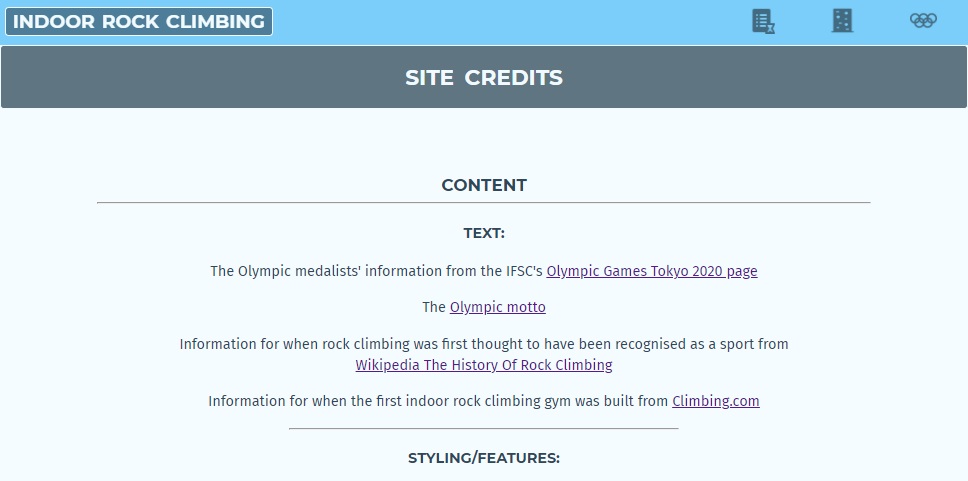 INDOOR ROCK CLIMBING
SITE CREDITS
CONTENT
TEXT:
The Olympic medalists' information from the IFSC's Olympic Games Tokyo 2020 page
The Olympic motto
Information for when rock climbing was first thought to have been recognised as a sport from
Wikipedia The History Of Rock Climbing
Information for when the first indoor rock climbing gym was built from Climbing.com
STYLING/FEATURES: